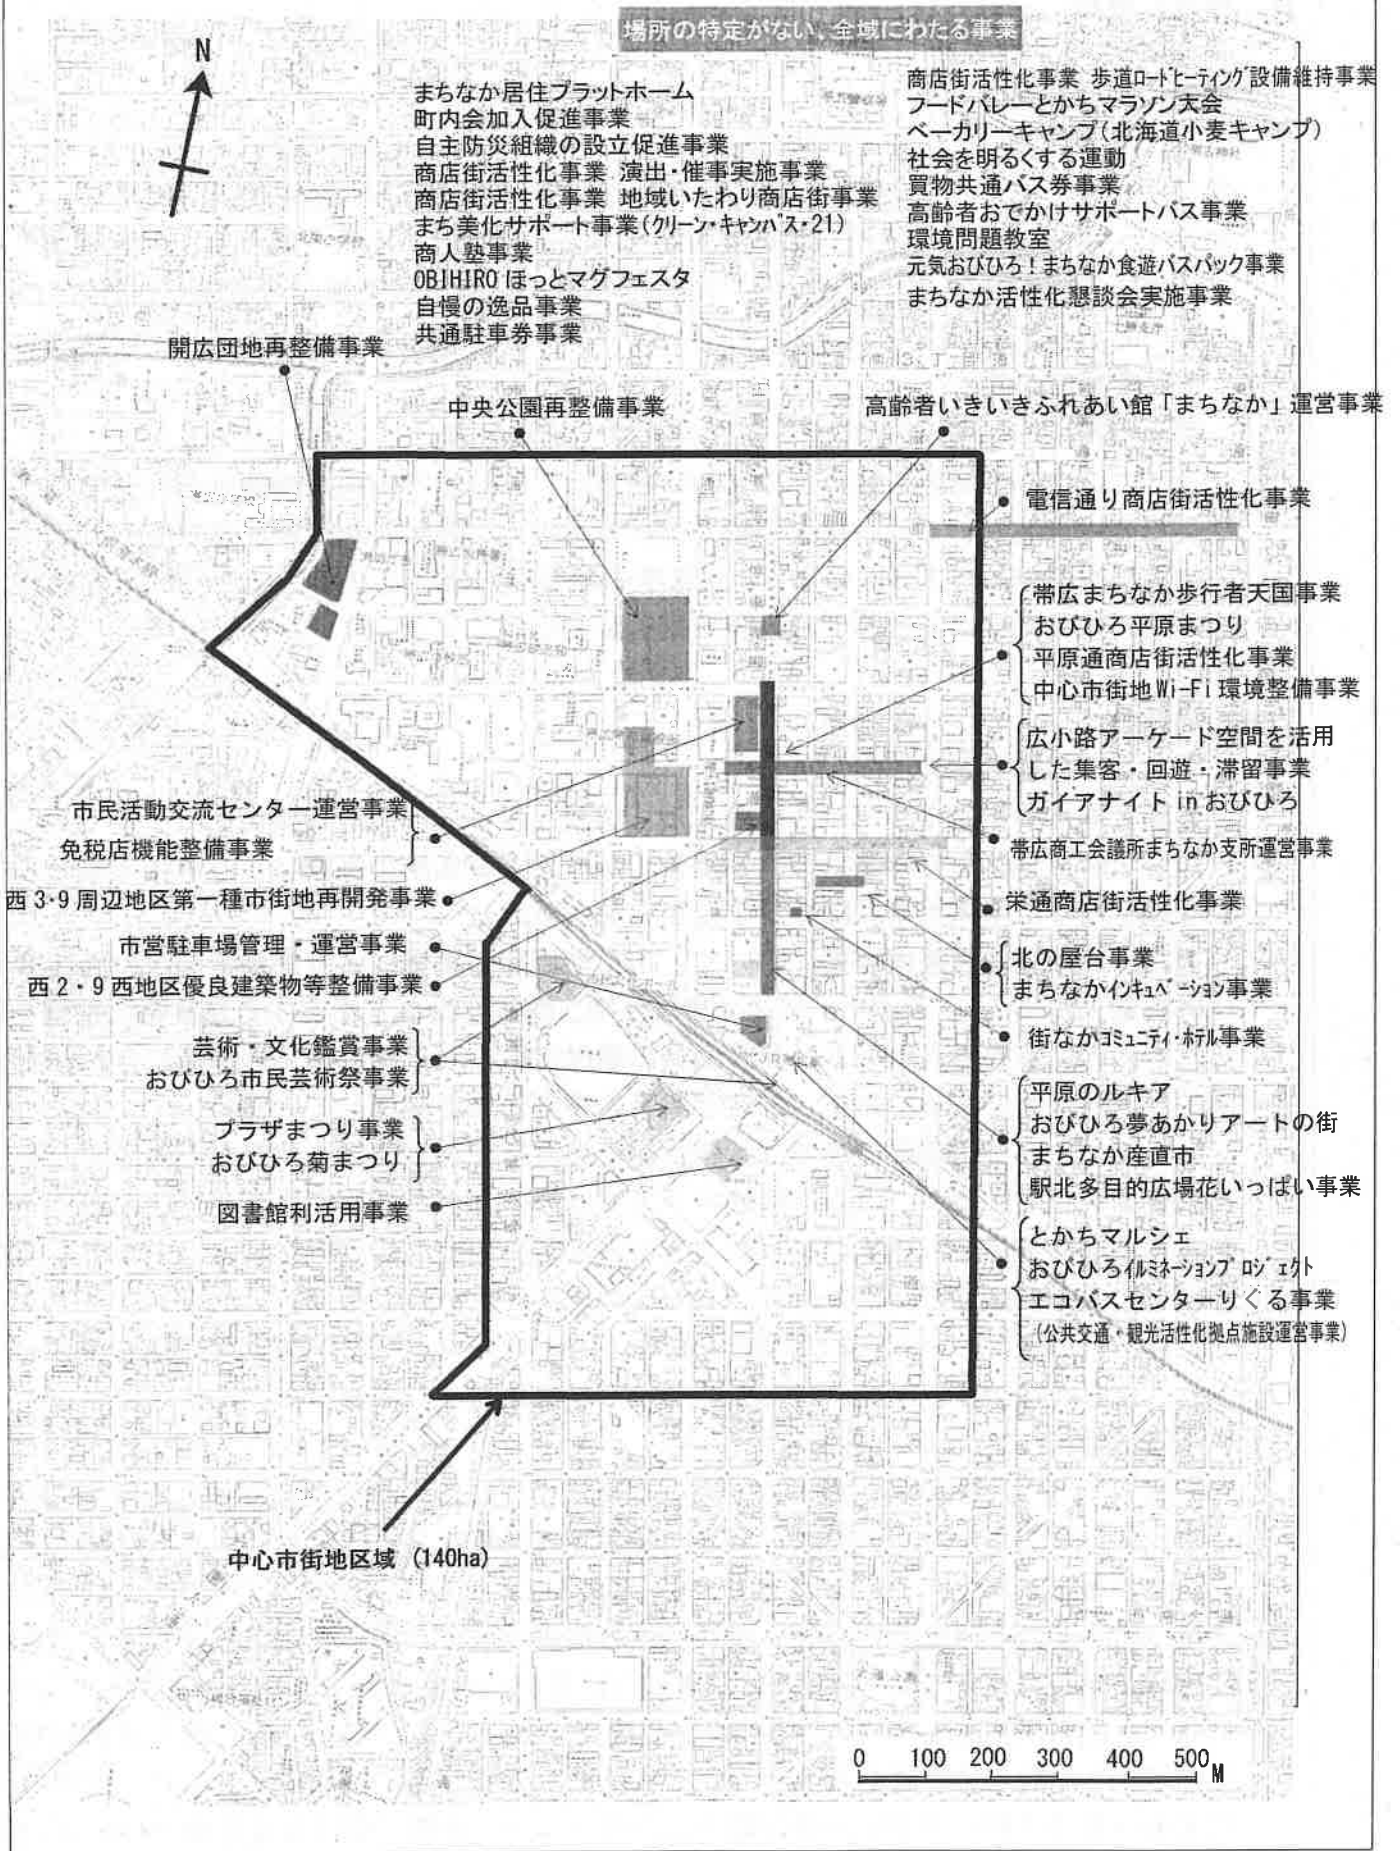 場所の特定がない、全域にわたる事業
N
まちなか居住プラットホーム
町内会加入促進事業
自主防災組織の設立促進事業
商店街活性化事業 演出・催事実施事業
商店街活性化事業 地域いたわり商店街事業
まち美化サポート事業(クリーン・キャンバス・21)
商人塾事業
OBIHIRO ほっとマグフェスタ
自慢の逸品事業
共通駐車券事業
商店街活性化事業 歩道ロードヒーティング設備維持事業
フードバレーとかちマラソン大会
ベーカリーキャンプ(北海道小麦キャンプ)
社会を明るくする運動
買物共通バス券事業
高齢者おでかけサポートバス事業
環境問題教室
元気おびひろ!まちなか食遊バスパック事業
まちなか活性化懇談会実施事業
開広団地再整備事業
中央公園再整備事業
高齢者いきいきふれあい館「まちなか」運営事業
電信通り商店街活性化事業
帯広まちなか歩行者天国事業
おびひろ平原まつり
平原通商店街活性化事業
中心市街地 Wi-Fi 環境整備事業
広小路アーケード空間を活用
した集客・回遊・滞留事業
ガイアナイト in おびひろ
帯広商工会議所まちなか支所運営事業
栄通商店街活性化事業
北の屋台事業
まちなかインキュベーション事業
街なかコミュニティ・ホテル事業
平原のルキア
おびひろ夢あかりアートの街
まちなか産直市
駅北多目的広場花いっぱい事業
とかちマルシェ
おびひろイルミネーションプロジェクト
エコバスセンターりくる事業
(公共交通・観光活性化拠点施設運営事業)
市民活動交流センター運営事業
免税店機能整備事業
西 3・9 周辺地区第一種市街地再開発事業
市営駐車場管理・運営事業
西 2・9 西地区優良建築物等整備事業
芸術・文化鑑賞事業
おびひろ市民芸術祭事業
プラザまつり事業
おびひろ菊まつり
図書館利活用事業
中心市街地区域 (140ha)
0 100 200 300 400 500 M